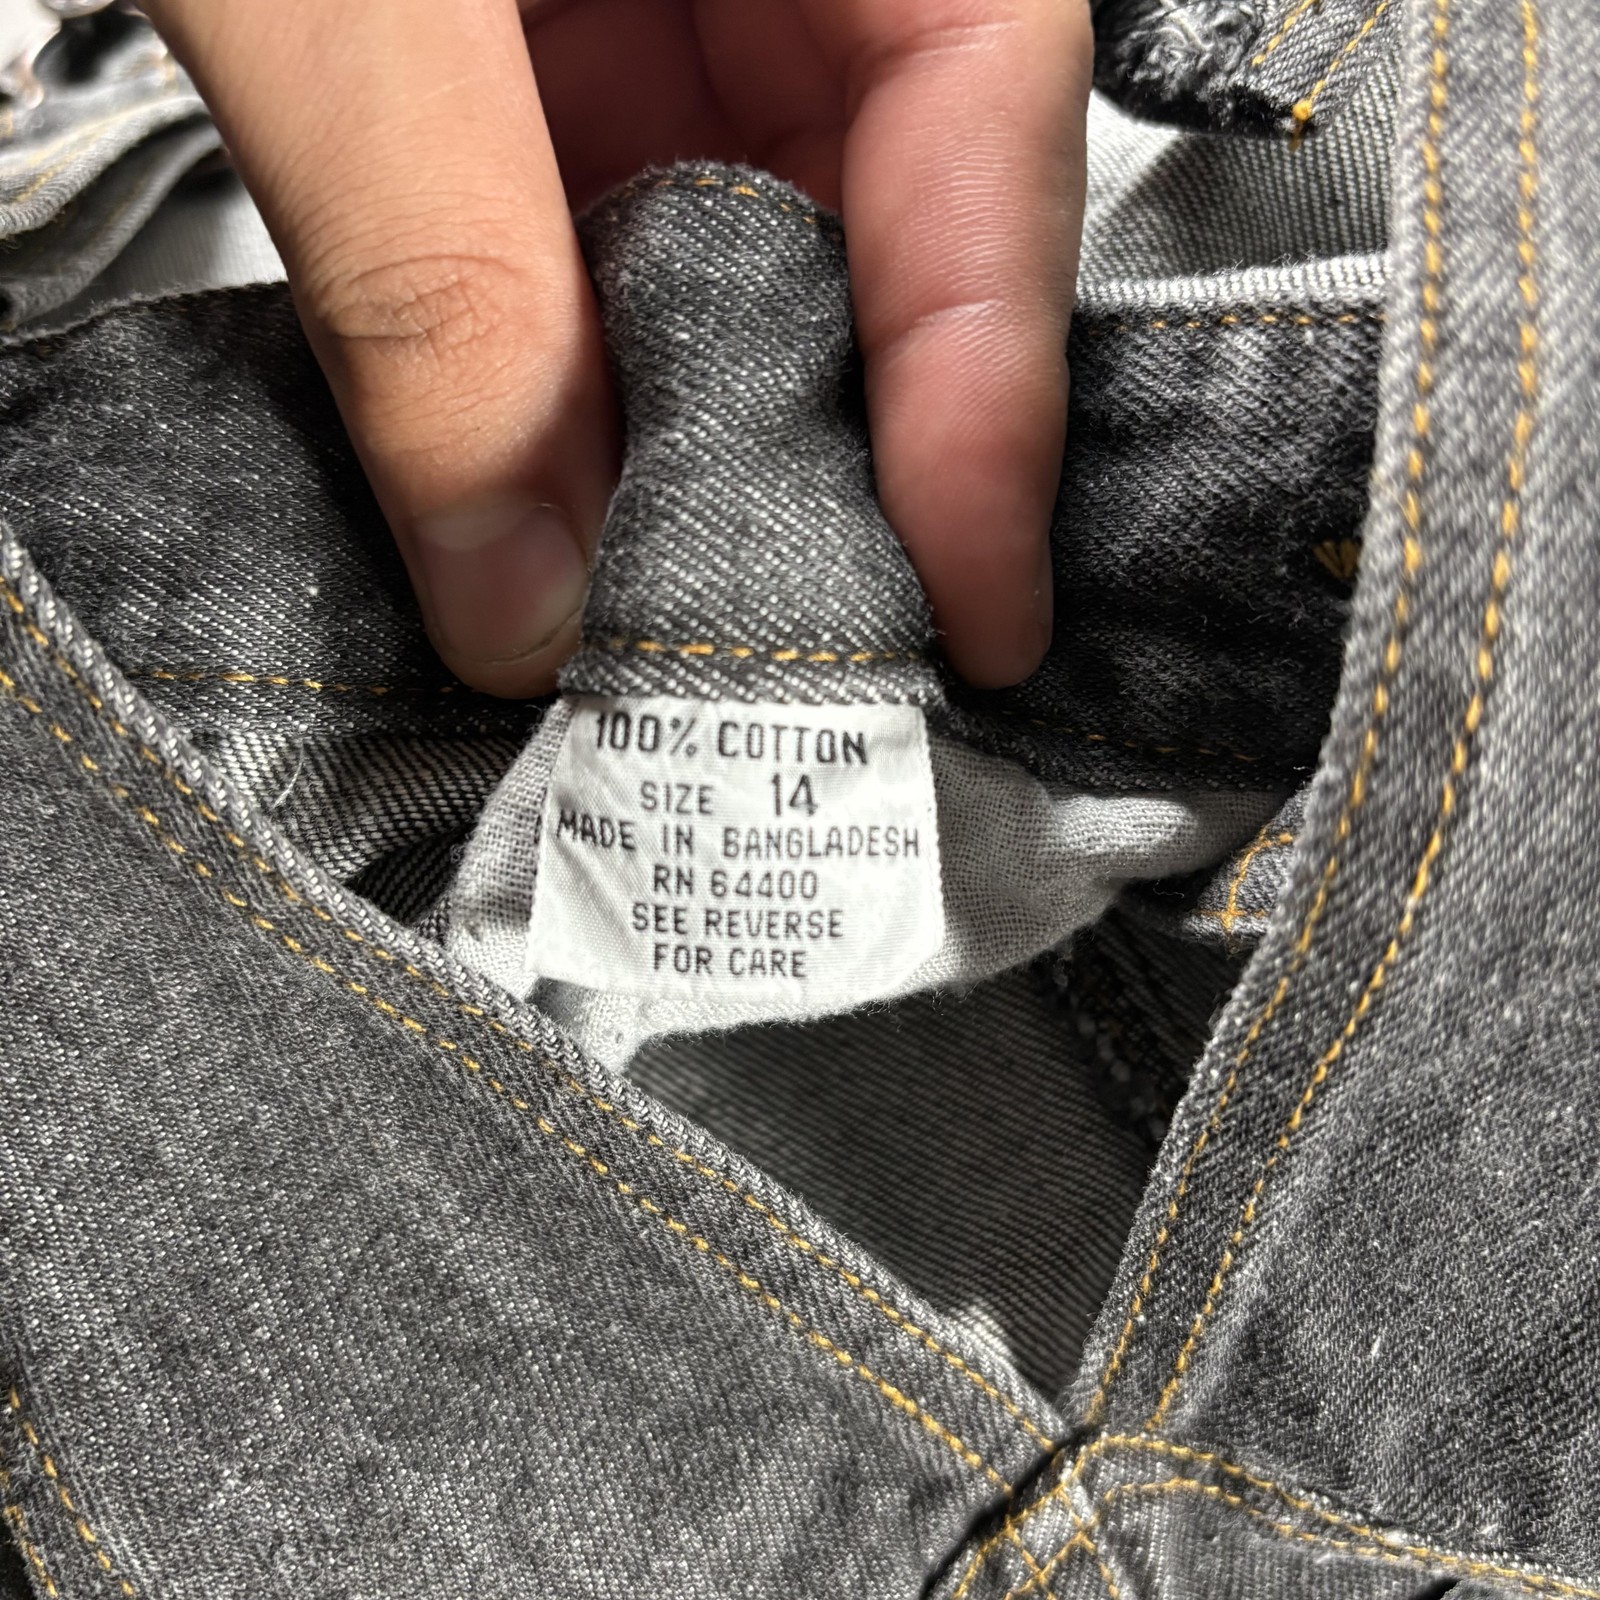 100% COTTON
SIZE 14
MADE IN BANGLADESH
RN 64400
SEE REVERSE
FOR CARE